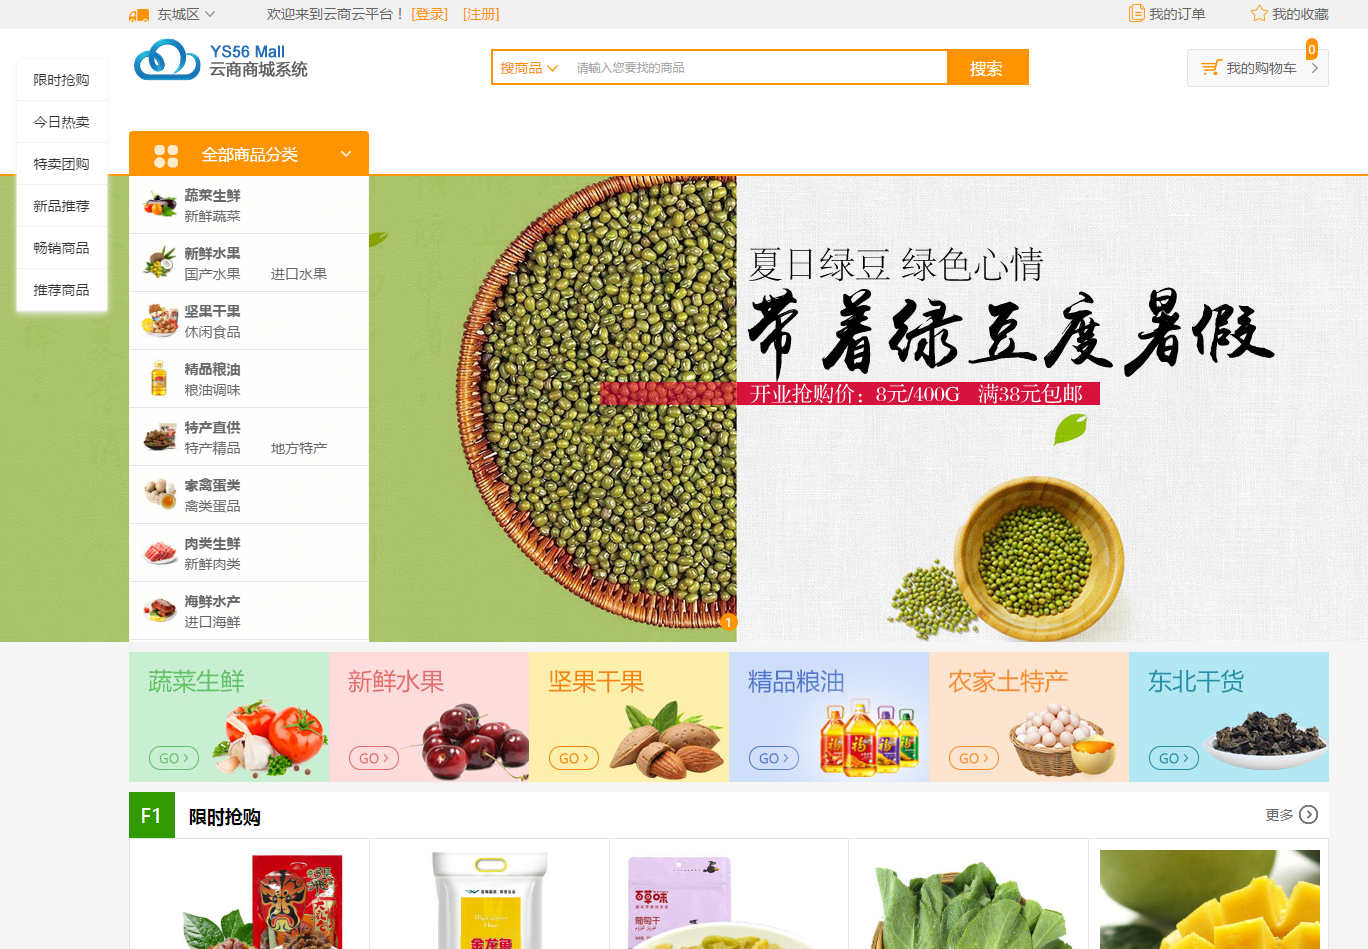 东城区
欢迎来到云商云平台！ [登录] [注册]
我的订单
我的收藏
YS56 Mall
云商商城系统
搜商品
请输入您要找的商品
搜索
我的购物车
0
限时抢购
今日热卖
特卖团购
新品推荐
畅销商品
推荐商品
全部商品分类
蔬菜生鲜
新鲜蔬菜
新鲜水果
国产水果 进口水果
坚果干果
休闲食品
精品粮油
粮油调味
特产直供
特产精品 地方特产
家禽蛋类
禽类蛋品
肉类生鲜
新鲜肉类
海鲜水产
进口海鲜
夏日绿豆 绿色心情
带着绿豆度暑假
开业抢购价：8元/400G 满38元包邮
1
蔬菜生鲜
GO
新鲜水果
GO
坚果干果
GO
精品粮油
GO
农家土特产
GO
东北干货
GO
F1 限时抢购
更多
百草味
葡萄干
金龙鱼